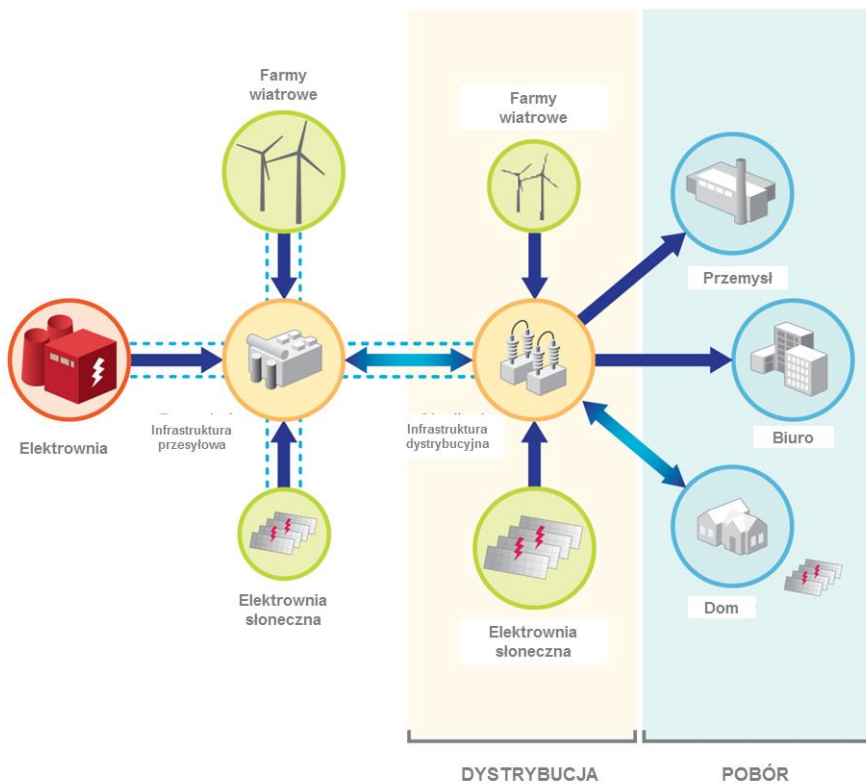 Farmy
wiatrowe
Farmy
wiatrowe
Przemysł
Elektrownia
Infrastruktura
przesyłowa
Infrastruktura
dystrybucyjna
Biuro
Elektrownia
słoneczna
Elektrownia
słoneczna
Dom
DYSTRYBUCJA
POBÓR